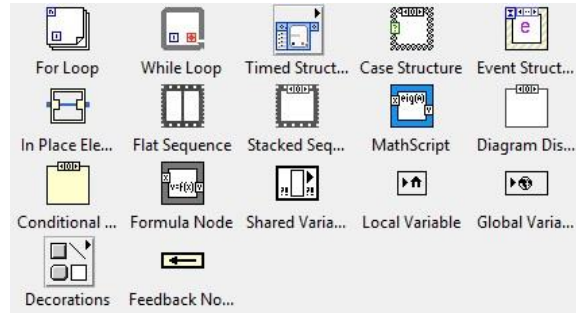 For Loop While Loop Timed Struct... Case Structure Event Struct...
In Place Ele... Flat Sequence Stacked Seq... MathScript Diagram Dis...
Conditional ... Formula Node Shared Varia... Local Variable Global Varia...
Decorations Feedback No...